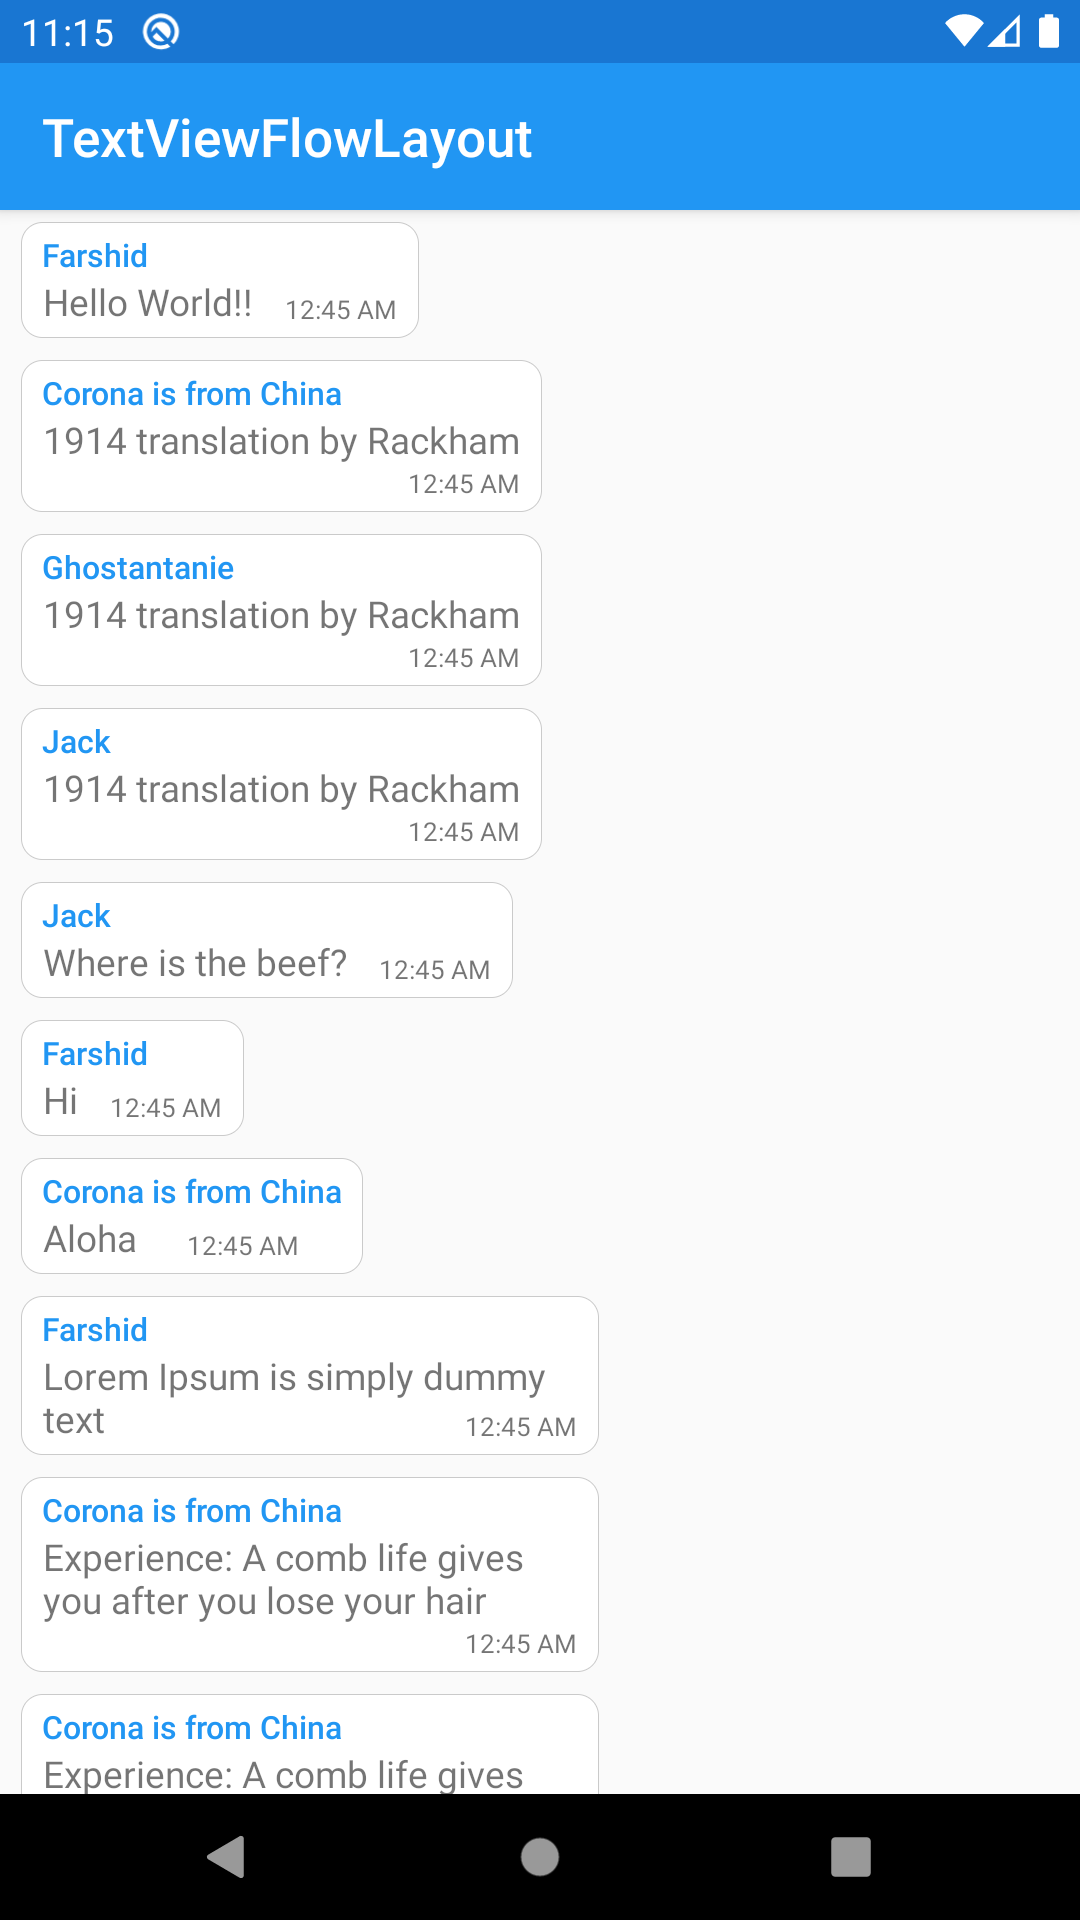 11:15
TextViewFlowLayout
Farshid
Hello World!! 12:45 AM
Corona is from China
1914 translation by Rackham
12:45 AM
Ghostantanie
1914 translation by Rackham
12:45 AM
Jack
1914 translation by Rackham
12:45 AM
Jack
Where is the beef? 12:45 AM
Farshid
Hi 12:45 AM
Corona is from China
Aloha 12:45 AM
Farshid
Lorem Ipsum is simply dummy
text 12:45 AM
Corona is from China
Experience: A comb life gives
you after you lose your hair
12:45 AM
Corona is from China
Experience: A comb life gives